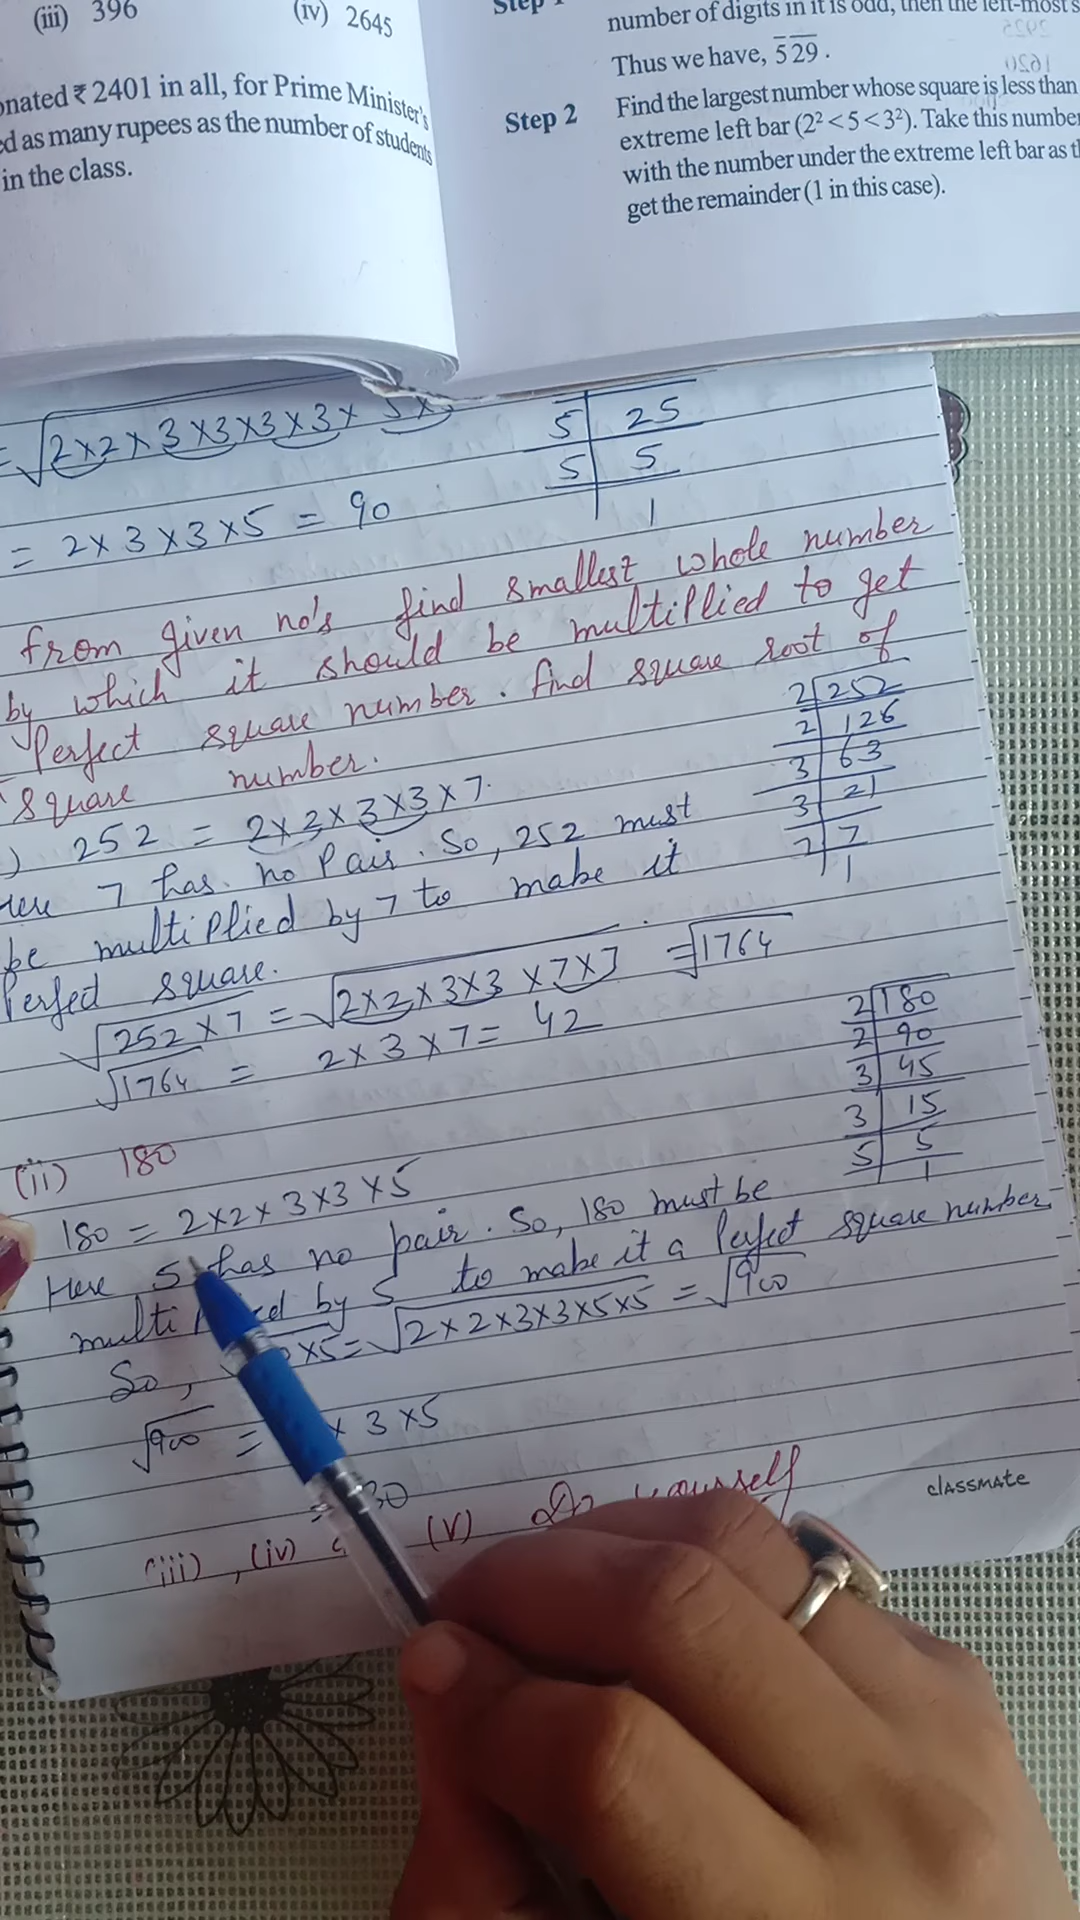 (iii) 396 (iv) 2645
onated ₹ 2401 in all, for Prime Minister's
ed as many rupees as the number of students
in the class.
number of digits in it is odd, then the left-most s
Thus we have, 5 29 .
Step 2 Find the largest number whose square is less than
extreme left bar (2² < 5 < 3²). Take this number
with the number under the extreme left bar as th
get the remainder (1 in this case).
= √2×2×3×3×3×3×
= 2×3×3×5 = 90
5 25
5 5
1
from given no's find smallest whole number
by which it should be multiplied to get
Perfect square number. find square root of
square number.
2 252
2 126
3 63
3 21
7 7
1
) 252 = 2×2×3×3×7.
Here 7 has no Pair. So, 252 must
be multiplied by 7 to make it
Perfect square.
√252×7 = √2×2×3×3×7×7 = √1764
√1764 = 2×3×7 = 42
2 180
2 90
3 45
3 15
5 5
1
(ii) 180
180 = 2×2×3×3×5
Here 5 has no pair. So, 180 must be
by 5 to make it a Perfect square number
So, ×5 = √2×2×3×3×5×5 = √900
√900 = ×3×5
= 30
(iii), (iv) (v) Do yourself
classmate